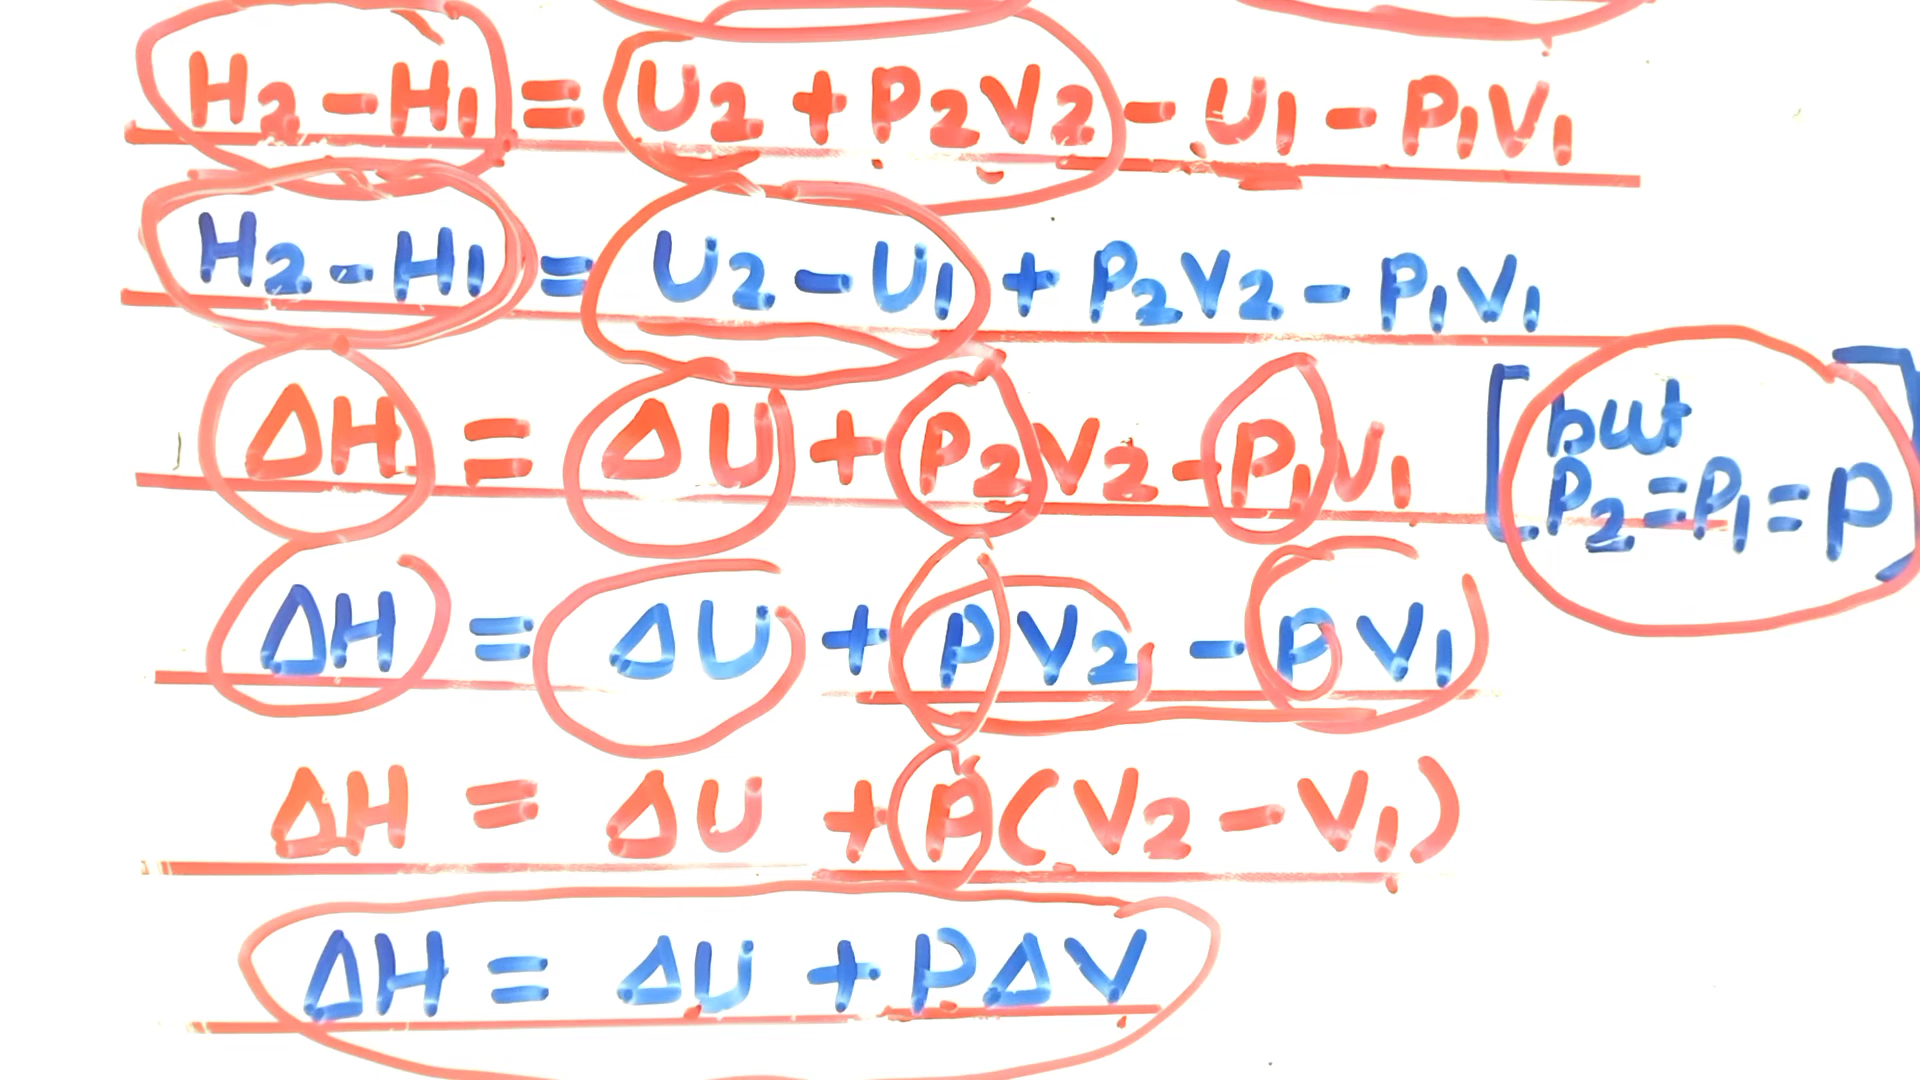 H2 - H1 = U2 + P2V2 - U1 - P1V1
H2 - H1 = U2 - U1 + P2V2 - P1V1
ΔH = ΔU + P2V2 - P1V1 [but
P2 = P1 = P]
ΔH = ΔU + PV2 - PV1
ΔH = ΔU + P(V2 - V1)
ΔH = ΔU + PΔV